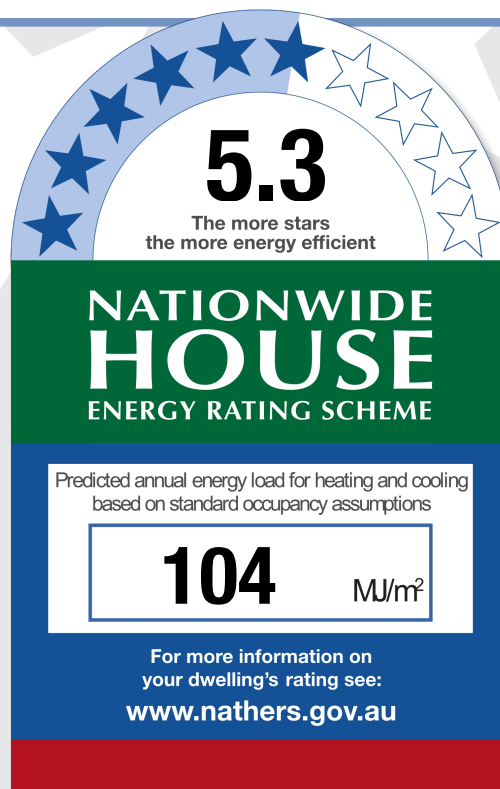 5.3
The more stars
the more energy efficient
NATIONWIDE
HOUSE
ENERGY RATING SCHEME
Predicted annual energy load for heating and cooling
based on standard occupancy assumptions
104 MJ/m²
For more information on
your dwelling's rating see:
www.nathers.gov.au